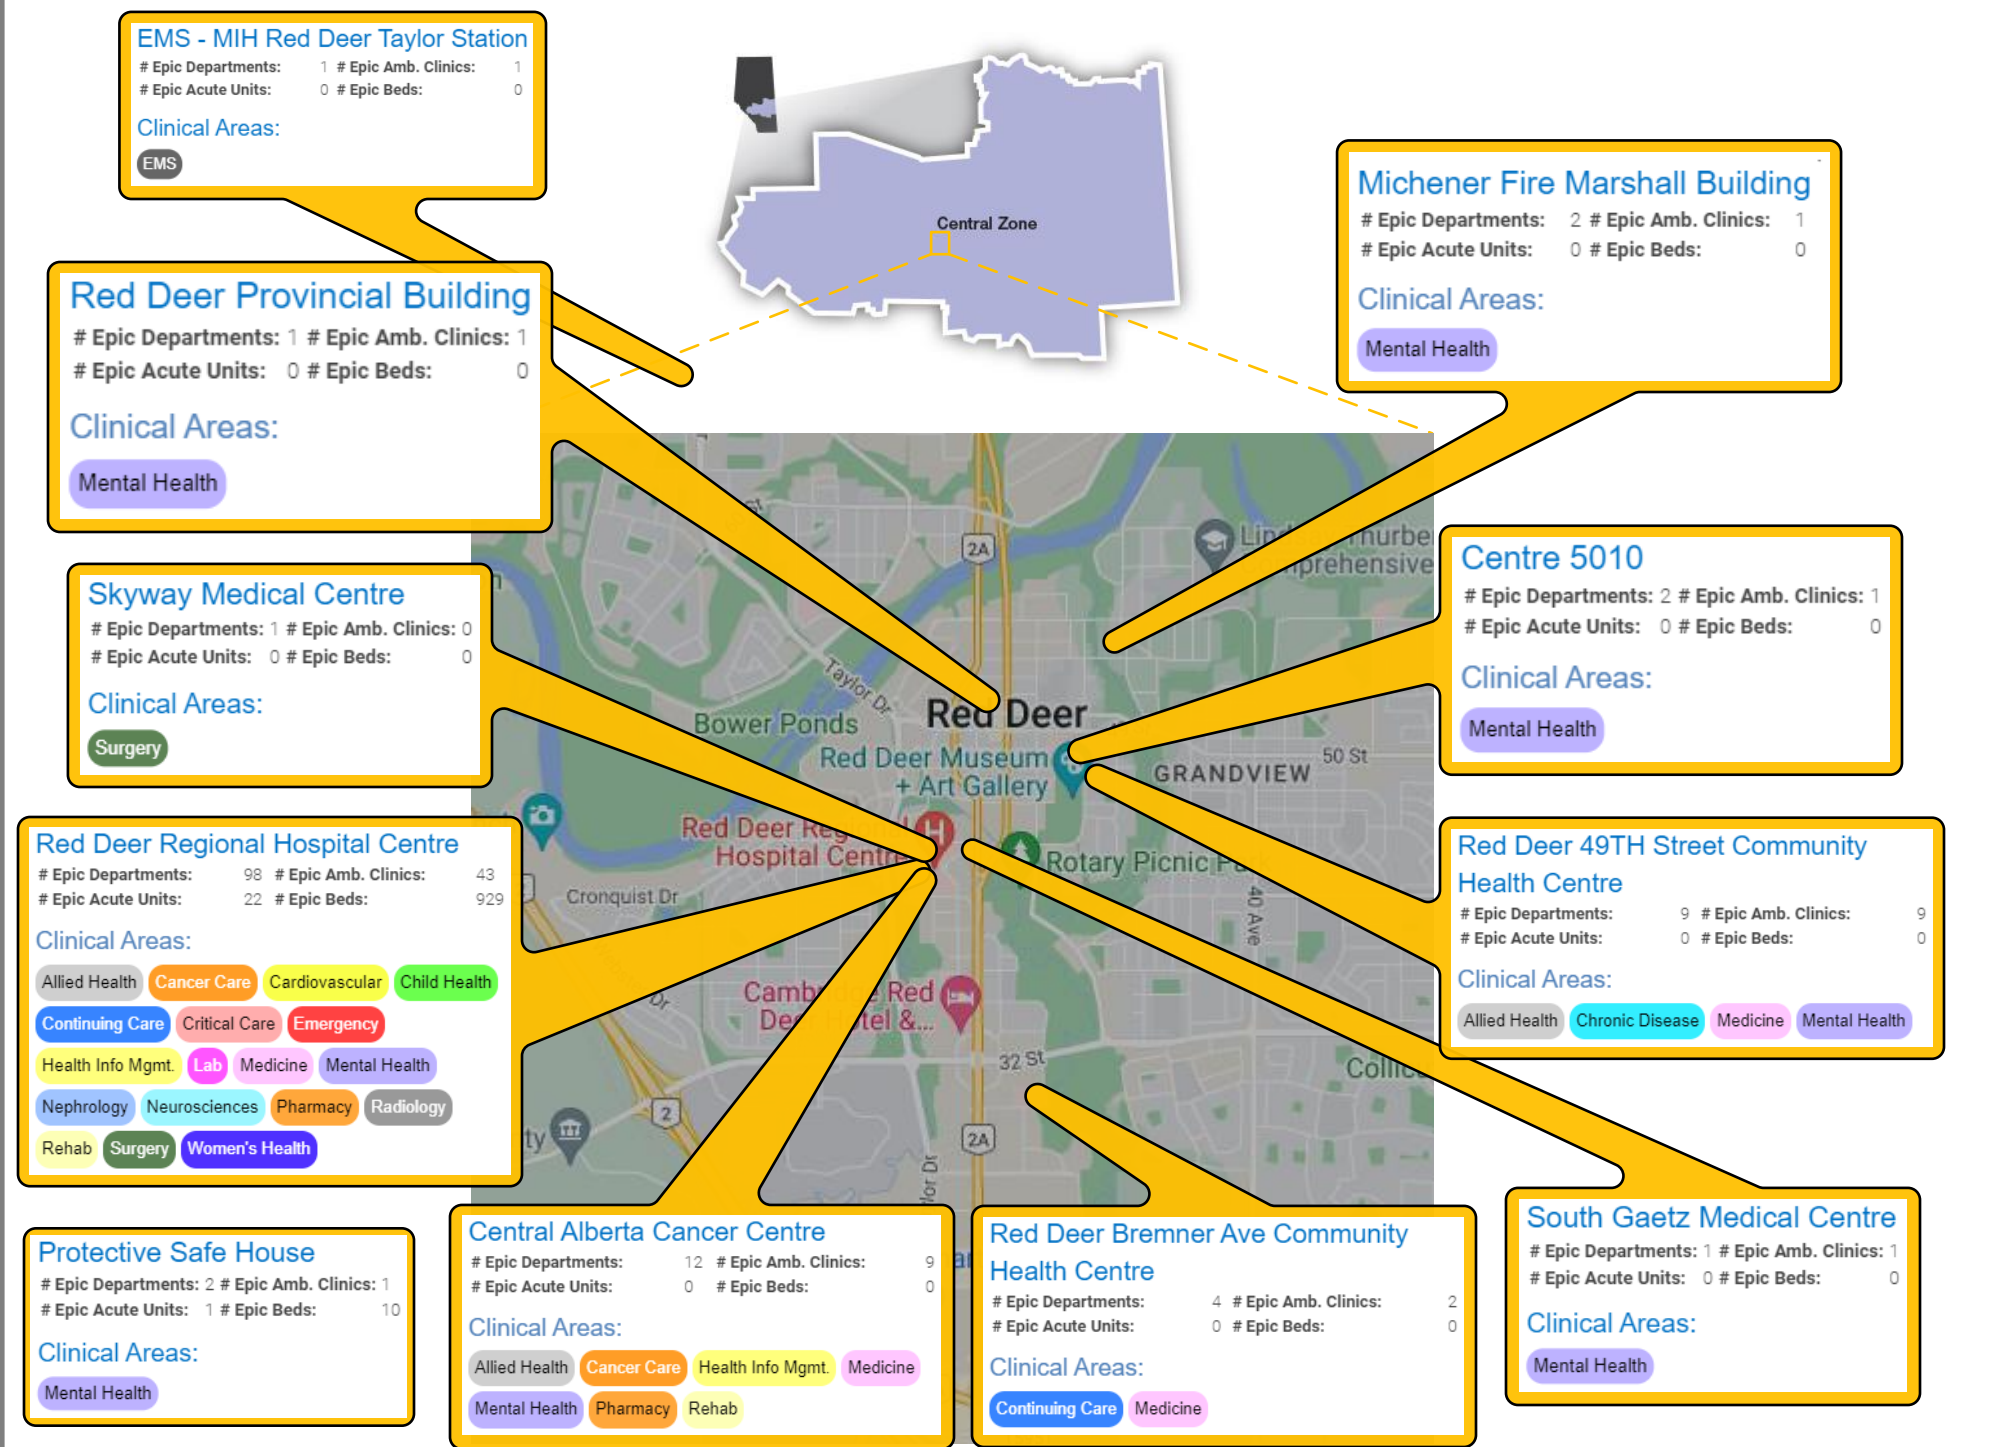 EMS - MIH Red Deer Taylor Station
# Epic Departments: 1 # Epic Amb. Clinics: 1
# Epic Acute Units: 0 # Epic Beds: 0
Clinical Areas:
EMS
Central Zone
Michener Fire Marshall Building
# Epic Departments: 2 # Epic Amb. Clinics: 1
# Epic Acute Units: 0 # Epic Beds: 0
Clinical Areas:
Mental Health
Red Deer Provincial Building
# Epic Departments: 1 # Epic Amb. Clinics: 1
# Epic Acute Units: 0 # Epic Beds: 0
Clinical Areas:
Mental Health
Skyway Medical Centre
# Epic Departments: 1 # Epic Amb. Clinics: 0
# Epic Acute Units: 0 # Epic Beds: 0
Clinical Areas:
Surgery
Centre 5010
# Epic Departments: 2 # Epic Amb. Clinics: 1
# Epic Acute Units: 0 # Epic Beds: 0
Clinical Areas:
Mental Health
2A
Taylor Dr
Bower Ponds
Red Deer
Red Deer Museum
+ Art Gallery
GRANDVIEW
50 St
Red Deer
Hospital Centre
Rotary Picnic
40 Ave
Cronquist Dr
Red
Hotel &...
32 St
2
2A
Red Deer Regional Hospital Centre
# Epic Departments: 98 # Epic Amb. Clinics: 43
# Epic Acute Units: 22 # Epic Beds: 929
Clinical Areas:
Allied Health Cancer Care Cardiovascular Child Health
Continuing Care Critical Care Emergency
Health Info Mgmt. Lab Medicine Mental Health
Nephrology Neurosciences Pharmacy Radiology
Rehab Surgery Women's Health
Red Deer 49TH Street Community
Health Centre
# Epic Departments: 9 # Epic Amb. Clinics: 9
# Epic Acute Units: 0 # Epic Beds: 0
Clinical Areas:
Allied Health Chronic Disease Medicine Mental Health
Protective Safe House
# Epic Departments: 2 # Epic Amb. Clinics: 1
# Epic Acute Units: 1 # Epic Beds: 10
Clinical Areas:
Mental Health
Central Alberta Cancer Centre
# Epic Departments: 12 # Epic Amb. Clinics: 9
# Epic Acute Units: 0 # Epic Beds: 0
Clinical Areas:
Allied Health Cancer Care Health Info Mgmt. Medicine
Mental Health Pharmacy Rehab
Red Deer Bremner Ave Community
Health Centre
# Epic Departments: 4 # Epic Amb. Clinics: 2
# Epic Acute Units: 0 # Epic Beds: 0
Clinical Areas:
Continuing Care Medicine
South Gaetz Medical Centre
# Epic Departments: 1 # Epic Amb. Clinics: 1
# Epic Acute Units: 0 # Epic Beds: 0
Clinical Areas:
Mental Health